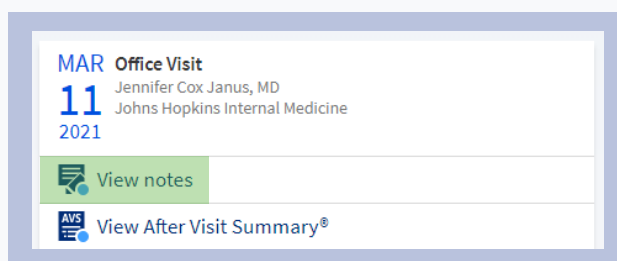 MAR Office Visit
11 Jennifer Cox Janus, MD
Johns Hopkins Internal Medicine
2021
View notes
AVS View After Visit Summary®